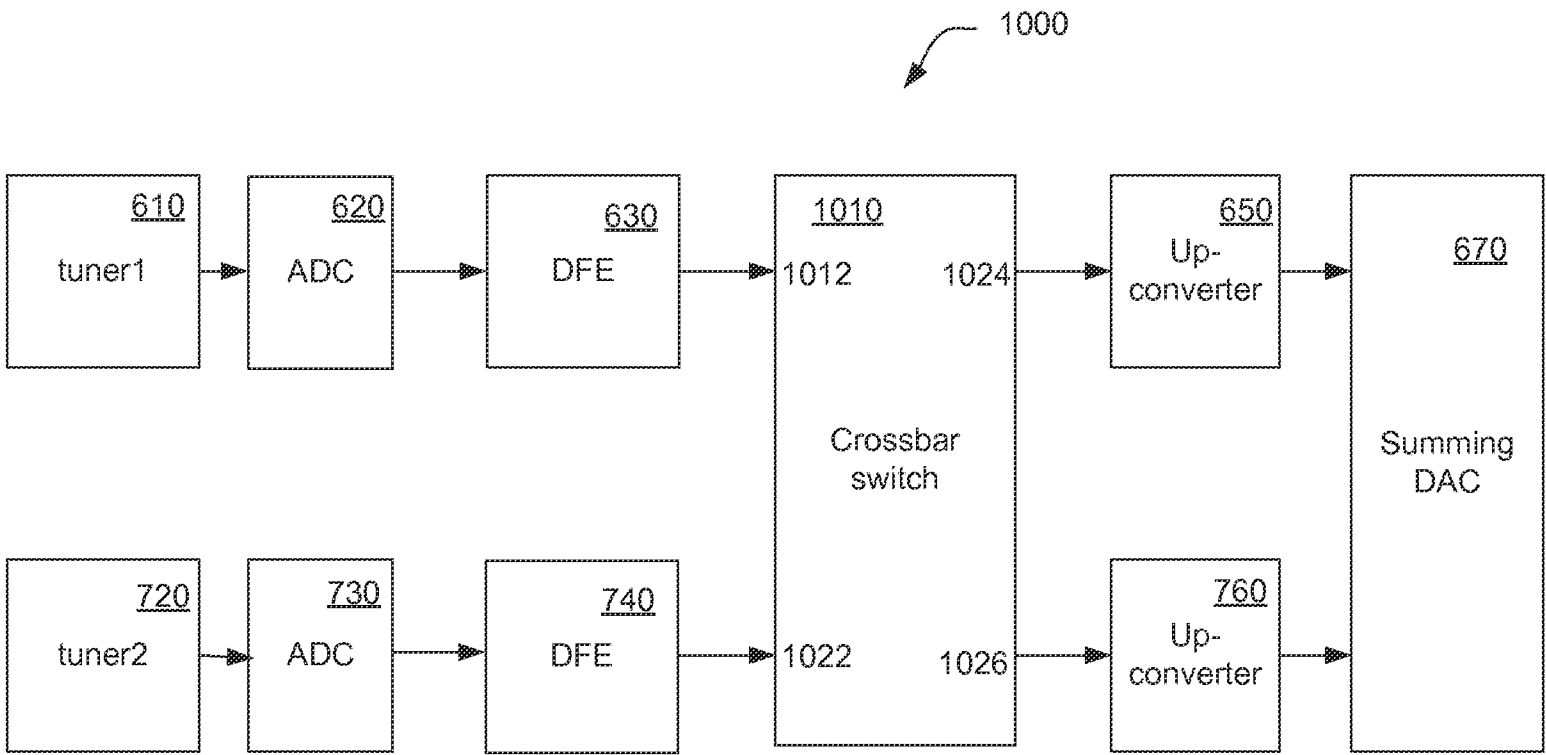 1000
610
tuner1
620
ADC
630
DFE
1010
1012
1024
Crossbar
switch
650
Up-
converter
670
Summing
DAC
720
tuner2
730
ADC
740
DFE
1022
1026
760
Up-
converter